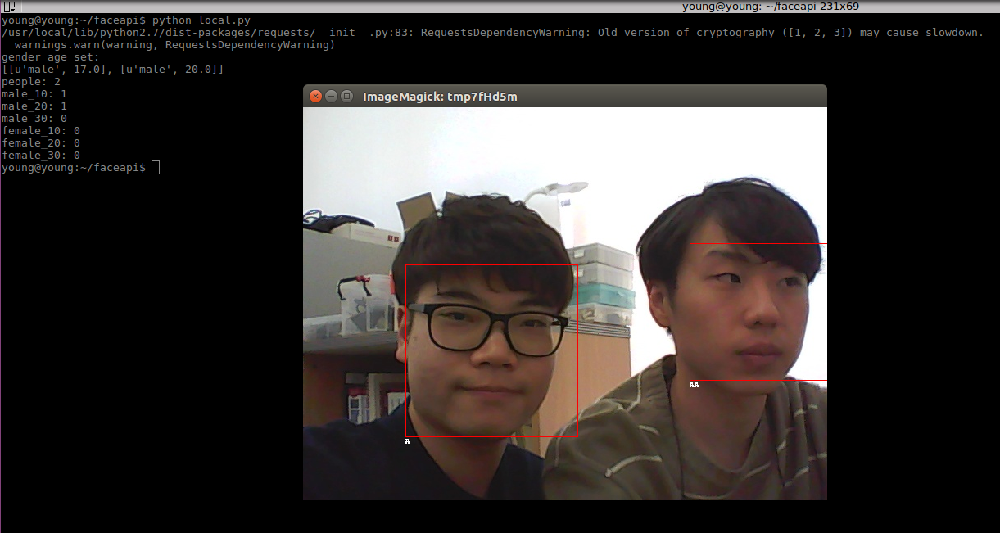 young@young: ~/faceapi 231x69
young@young:~/faceapi$ python local.py
/usr/local/lib/python2.7/dist-packages/requests/__init__.py:83: RequestsDependencyWarning: Old version of cryptography ([1, 2, 3]) may cause slowdown.
  warnings.warn(warning, RequestsDependencyWarning)
gender age set:
[[u'male', 17.0], [u'male', 20.0]]
people: 2
male_10: 1
male_20: 1
male_30: 0
female_10: 0
female_20: 0
female_30: 0
young@young:~/faceapi$
ImageMagick: tmp7fHd5m
AA
A